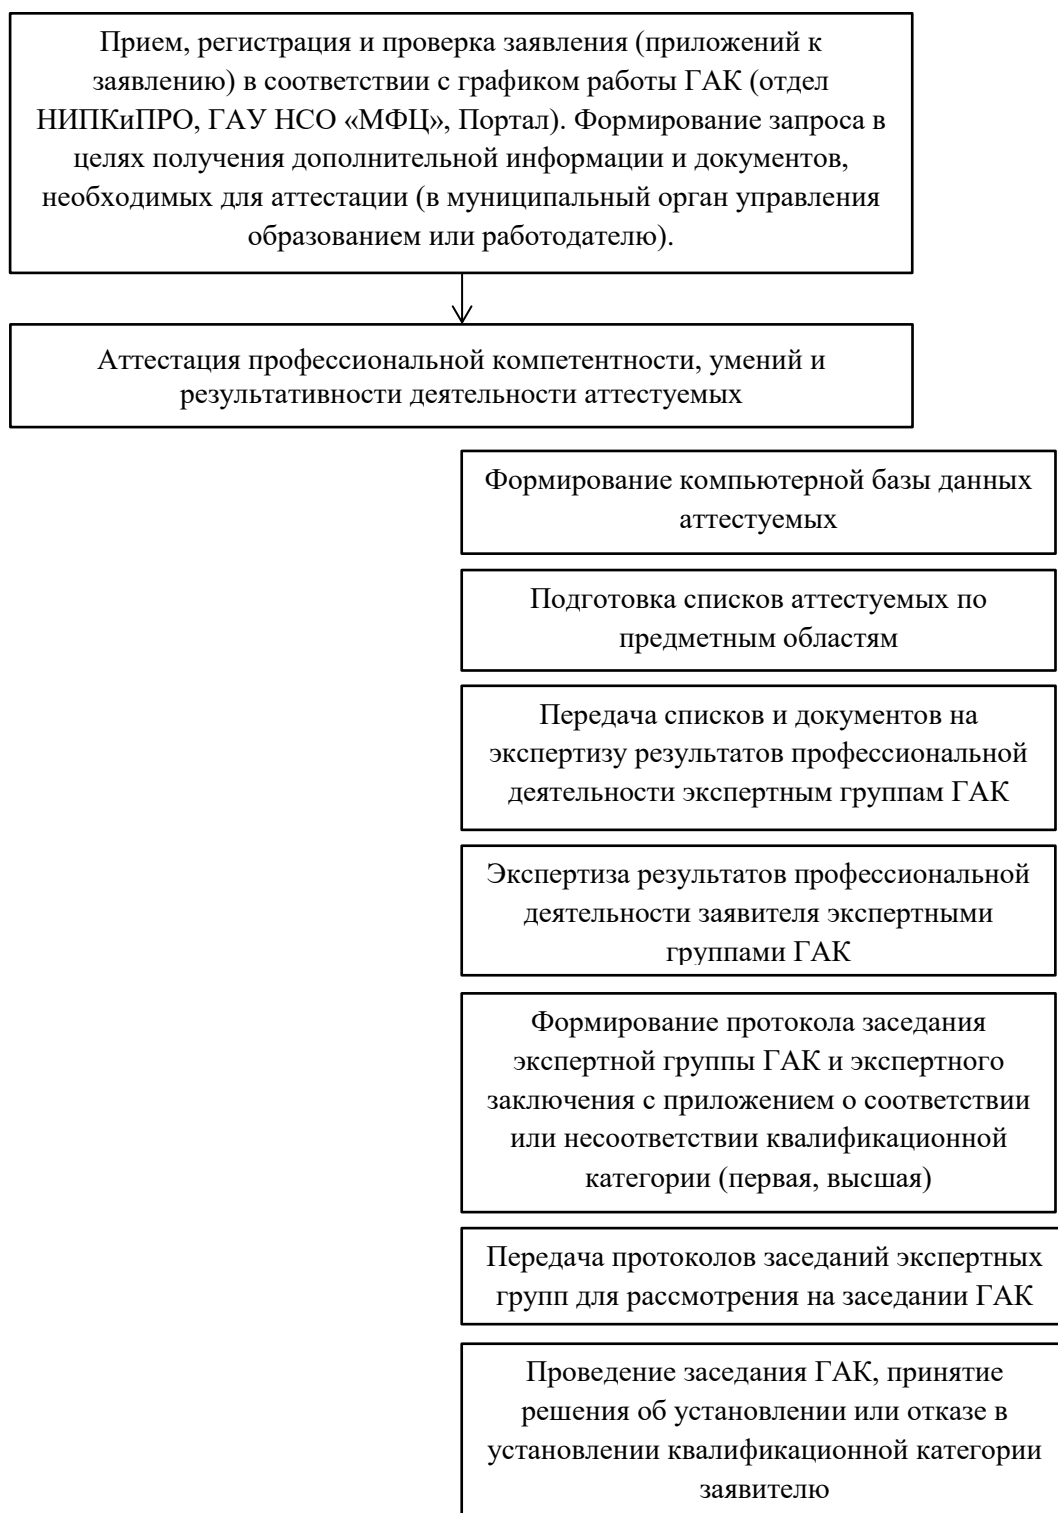 Прием, регистрация и проверка заявления (приложений к
заявлению) в соответствии с графиком работы ГАК (отдел
НИПКиПРО, ГАУ НСО «МФЦ», Портал). Формирование запроса в
целях получения дополнительной информации и документов,
необходимых для аттестации (в муниципальный орган управления
образованием или работодателю).
Аттестация профессиональной компетентности, умений и
результативности деятельности аттестуемых
Формирование компьютерной базы данных
аттестуемых
Подготовка списков аттестуемых по
предметным областям
Передача списков и документов на
экспертизу результатов профессиональной
деятельности экспертным группам ГАК
Экспертиза результатов профессиональной
деятельности заявителя экспертными
группами ГАК
Формирование протокола заседания
экспертной группы ГАК и экспертного
заключения с приложением о соответствии
или несоответствии квалификационной
категории (первая, высшая)
Передача протоколов заседаний экспертных
групп для рассмотрения на заседании ГАК
Проведение заседания ГАК, принятие
решения об установлении или отказе в
установлении квалификационной категории
заявителю